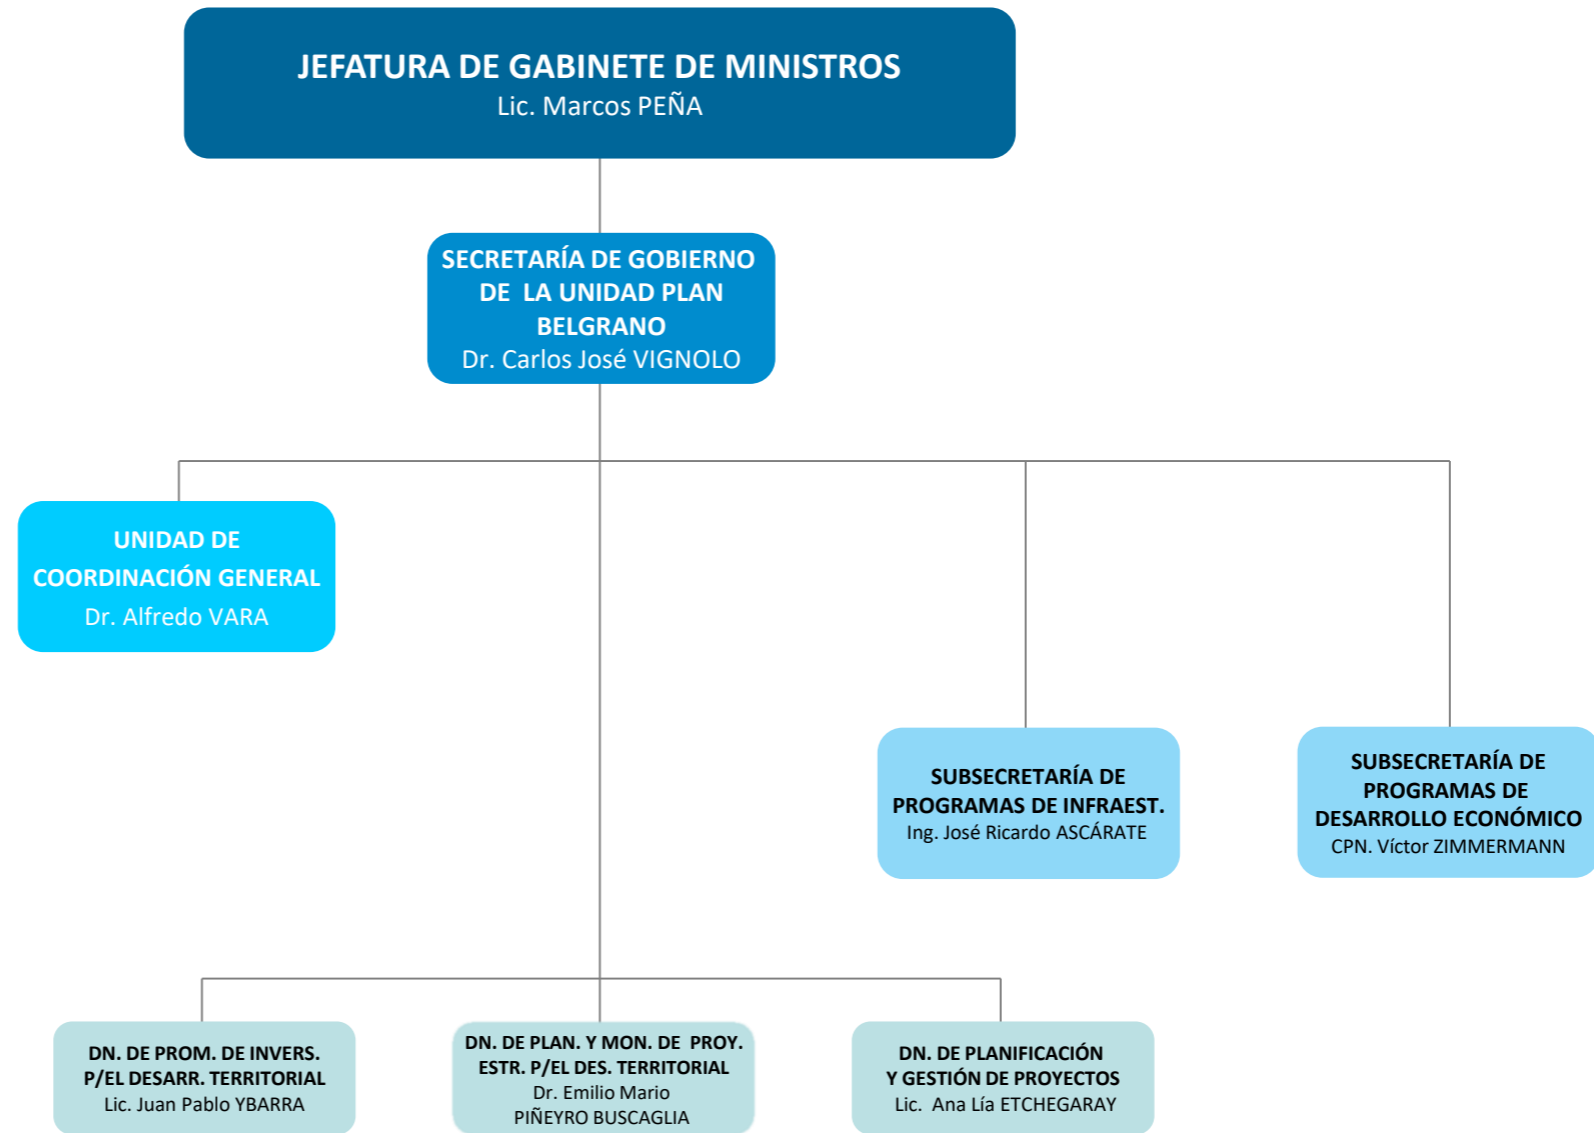 JEFATURA DE GABINETE DE MINISTROS
Lic. Marcos PEÑA
SECRETARÍA DE GOBIERNO
DE LA UNIDAD PLAN
BELGRANO
Dr. Carlos José VIGNOLO
UNIDAD DE
COORDINACIÓN GENERAL
Dr. Alfredo VARA
SUBSECRETARÍA DE
PROGRAMAS DE INFRAEST.
Ing. José Ricardo ASCÁRATE
SUBSECRETARÍA DE
PROGRAMAS DE
DESARROLLO ECONÓMICO
CPN. Víctor ZIMMERMANN
DN. DE PROM. DE INVERS.
P/EL DESARR. TERRITORIAL
Lic. Juan Pablo YBARRA
DN. DE PLAN. Y MON. DE PROY.
ESTR. P/EL DES. TERRITORIAL
Dr. Emilio Mario
PIÑEYRO BUSCAGLIA
DN. DE PLANIFICACIÓN
Y GESTIÓN DE PROYECTOS
Lic. Ana Lía ETCHEGARAY